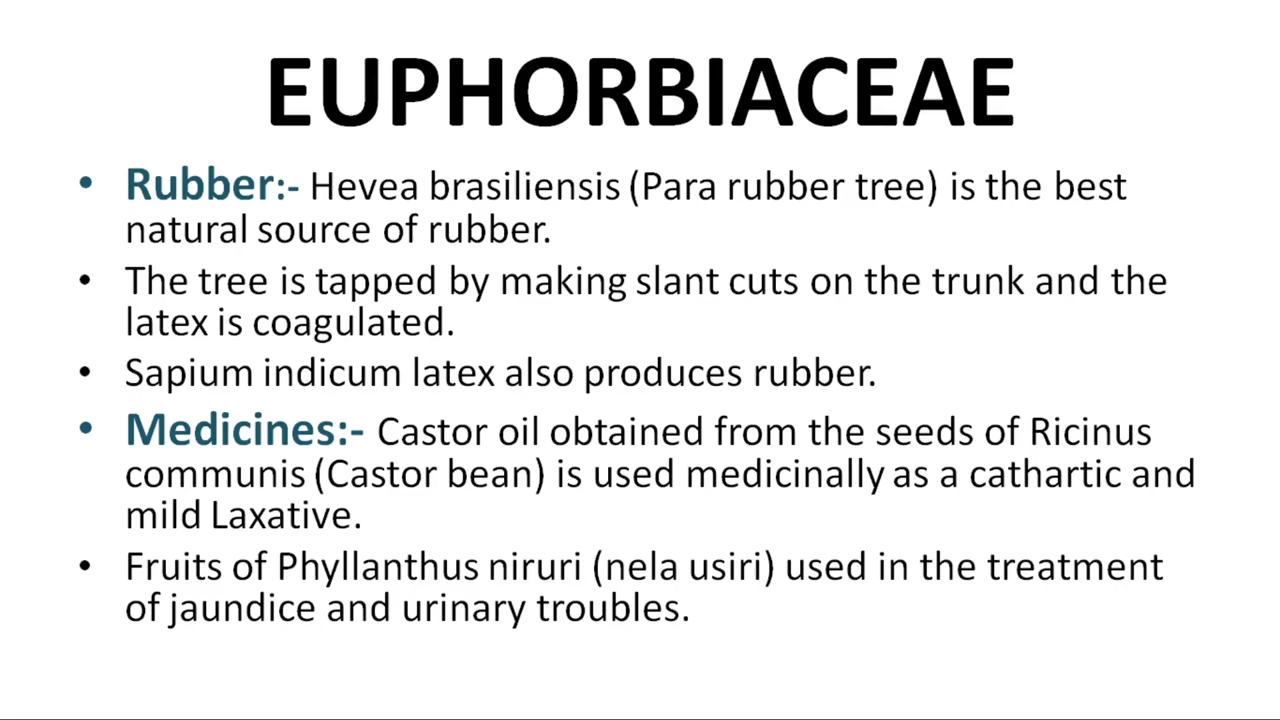 EUPHORBIACEAE
• Rubber:- Hevea brasiliensis (Para rubber tree) is the best
natural source of rubber.
• The tree is tapped by making slant cuts on the trunk and the
latex is coagulated.
• Sapium indicum latex also produces rubber.
• Medicines:- Castor oil obtained from the seeds of Ricinus
communis (Castor bean) is used medicinally as a cathartic and
mild Laxative.
• Fruits of Phyllanthus niruri (nela usiri) used in the treatment
of jaundice and urinary troubles.